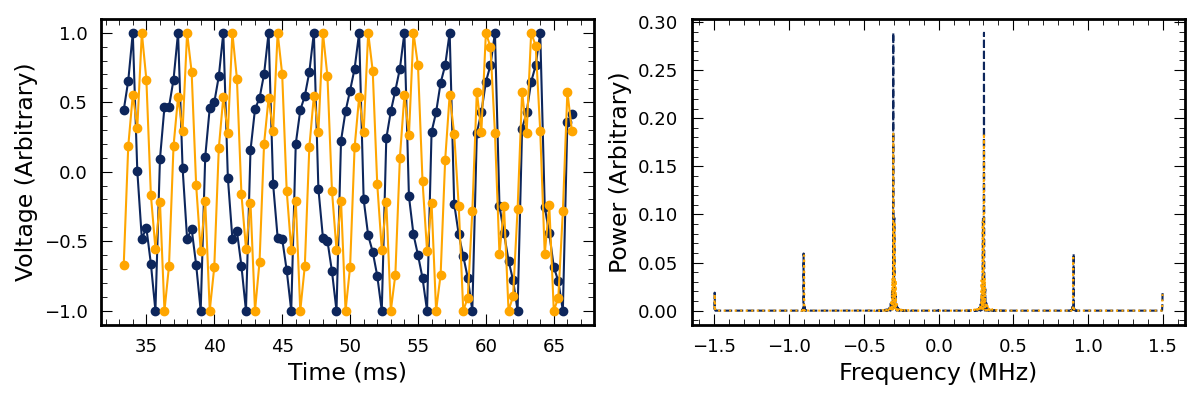 1.0
0.5
0.0
−0.5
−1.0
Voltage (Arbitrary)
35 40 45 50 55 60 65
Time (ms)
0.30
0.25
0.20
0.15
0.10
0.05
0.00
Power (Arbitrary)
−1.5 −1.0 −0.5 0.0 0.5 1.0 1.5
Frequency (MHz)